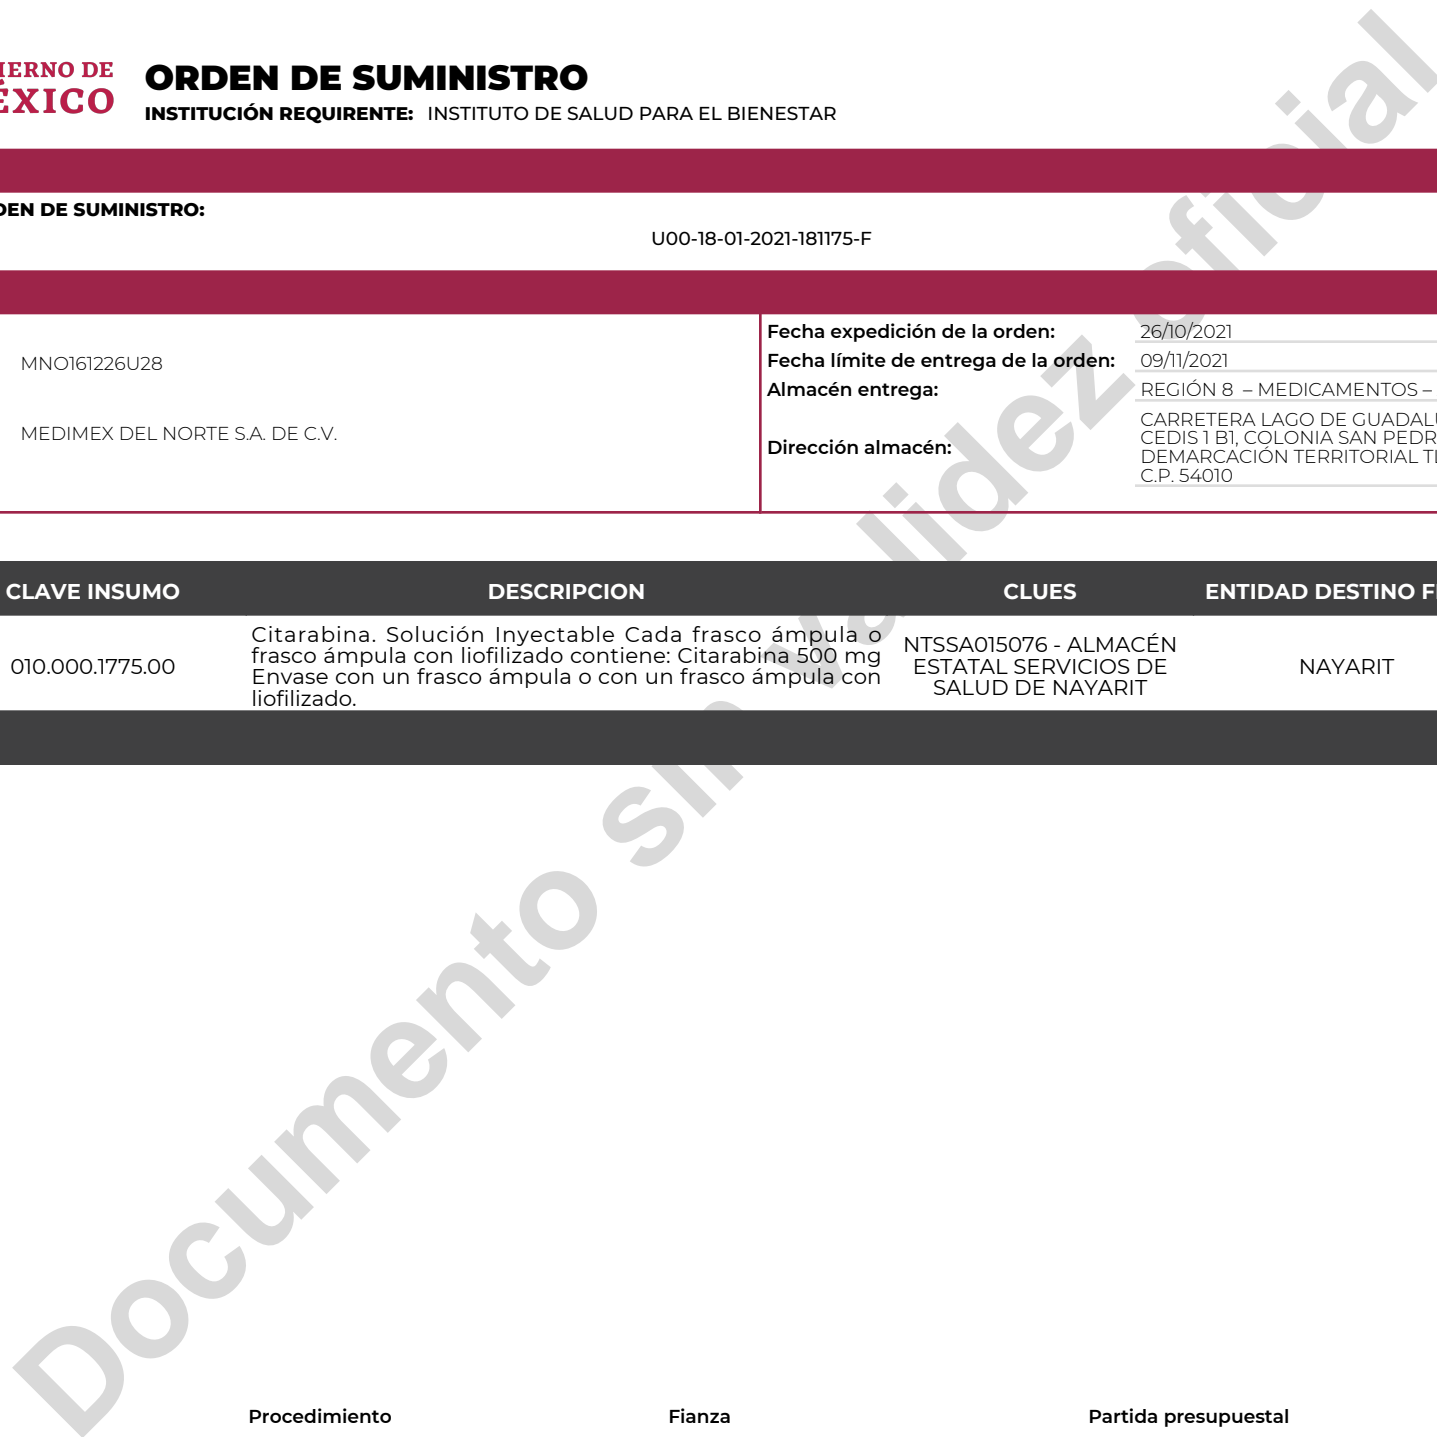 IERNO DE
ÉXICO
ORDEN DE SUMINISTRO
INSTITUCIÓN REQUIRENTE: INSTITUTO DE SALUD PARA EL BIENESTAR
DEN DE SUMINISTRO:
U00-18-01-2021-181175-F
MNO161226U28
MEDIMEX DEL NORTE S.A. DE C.V.
Fecha expedición de la orden: 26/10/2021
Fecha límite de entrega de la orden: 09/11/2021
Almacén entrega: REGIÓN 8 – MEDICAMENTOS –
Dirección almacén:
CARRETERA LAGO DE GUADALU
CEDIS 1 B1, COLONIA SAN PEDR
DEMARCACIÓN TERRITORIAL TL
C.P. 54010
CLAVE INSUMO DESCRIPCION CLUES ENTIDAD DESTINO F
010.000.1775.00
Citarabina. Solución Inyectable Cada frasco ámpula o
frasco ámpula con liofilizado contiene: Citarabina 500 mg
Envase con un frasco ámpula o con un frasco ámpula con
liofilizado.
NTSSA015076 - ALMACÉN
ESTATAL SERVICIOS DE
SALUD DE NAYARIT
NAYARIT
Documento sin validez oficial
Procedimiento Fianza Partida presupuestal